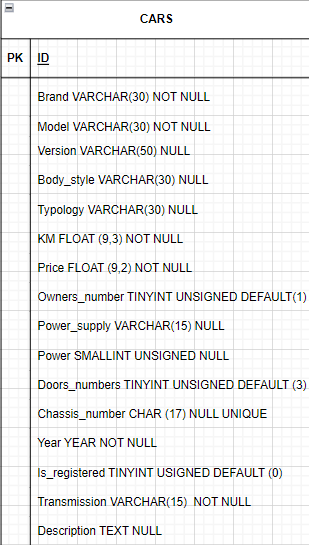 CARS
PK ID
Brand VARCHAR(30) NOT NULL
Model VARCHAR(30) NOT NULL
Version VARCHAR(50) NULL
Body_style VARCHAR(30) NULL
Typology VARCHAR(30) NULL
KM FLOAT (9,3) NOT NULL
Price FLOAT (9,2) NOT NULL
Owners_number TINYINT UNSIGNED DEFAULT(1)
Power_supply VARCHAR(15) NULL
Power SMALLINT UNSIGNED NULL
Doors_numbers TINYINT UNSIGNED DEFAULT (3)
Chassis_number CHAR (17) NULL UNIQUE
Year YEAR NOT NULL
Is_registered TINYINT USIGNED DEFAULT (0)
Transmission VARCHAR(15) NOT NULL
Description TEXT NULL